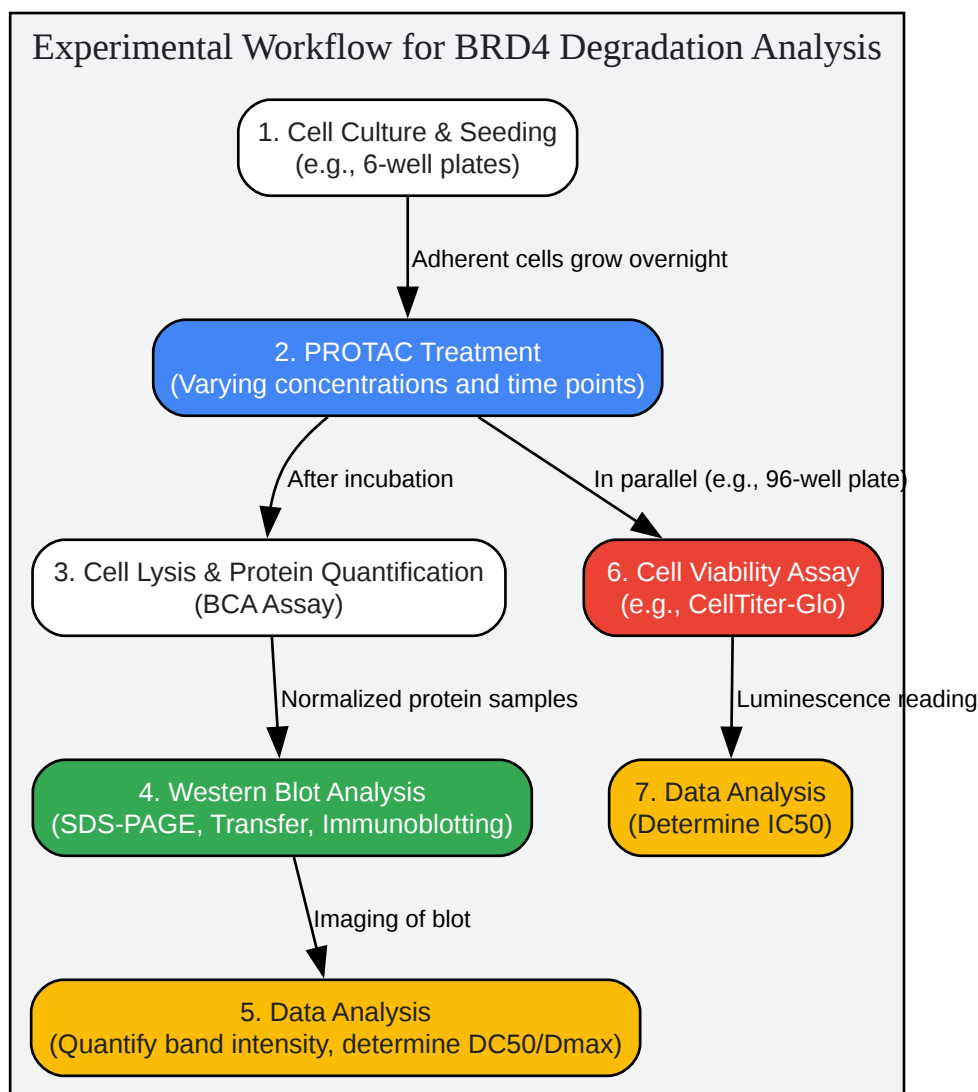 Experimental Workflow for BRD4 Degradation Analysis
1. Cell Culture & Seeding
(e.g., 6-well plates)
Adherent cells grow overnight
2. PROTAC Treatment
(Varying concentrations and time points)
After incubation
In parallel (e.g., 96-well plate)
3. Cell Lysis & Protein Quantification
(BCA Assay)
6. Cell Viability Assay
(e.g., CellTiter-Glo)
Normalized protein samples
Luminescence reading
4. Western Blot Analysis
(SDS-PAGE, Transfer, Immunoblotting)
7. Data Analysis
(Determine IC50)
Imaging of blot
5. Data Analysis
(Quantify band intensity, determine DC50/Dmax)